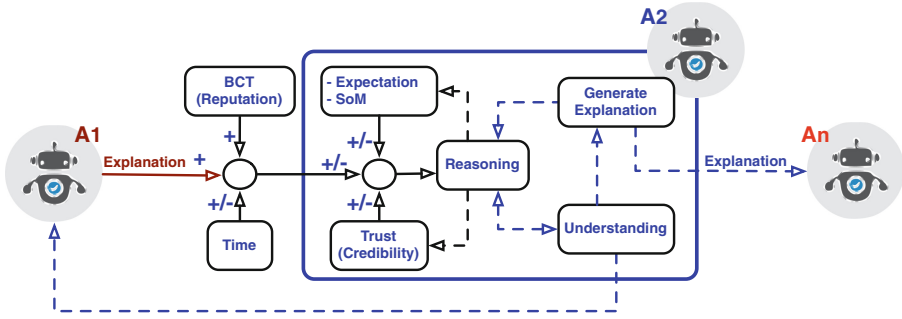 A2
BCT
(Reputation)
- Expectation
- SoM
Generate
Explanation
A1
Explanation
+
+
+/-
+/-
Reasoning
Explanation
An
+/-
+/-
Time
Trust
(Credibility)
Understanding